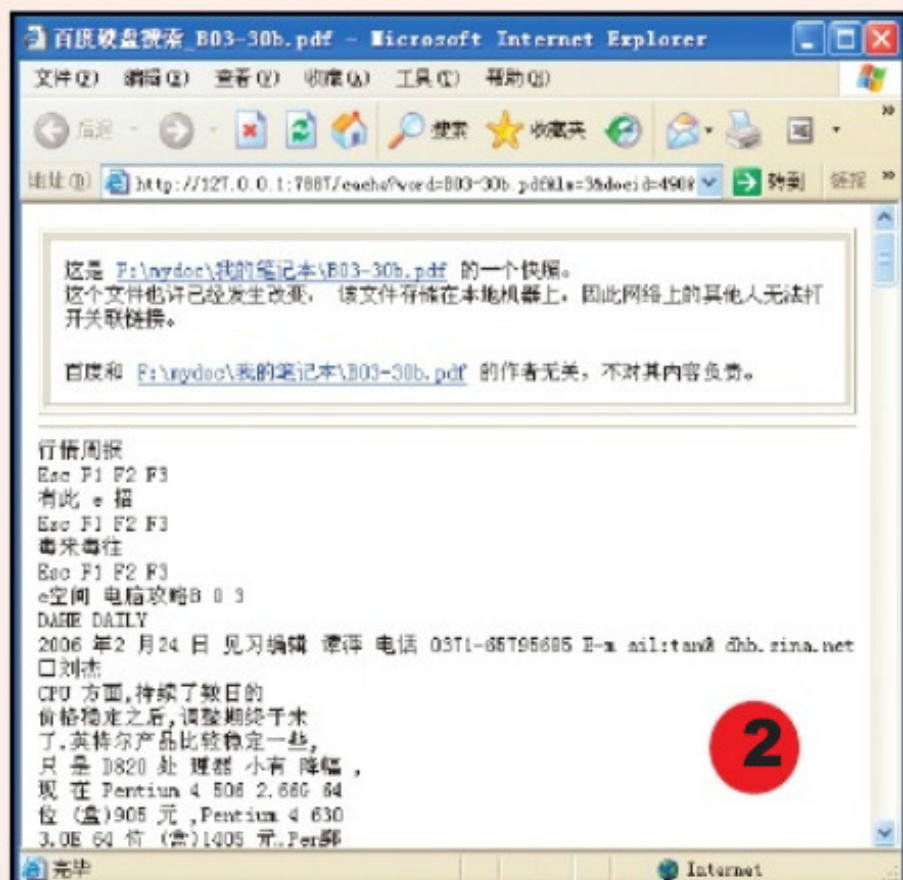 百度硬盘搜索_B03-30b.pdf - Microsoft Internet Explorer
文件(F) 编辑(E) 查看(V) 收藏(A) 工具(T) 帮助(H)
后退 搜索 收藏夹
地址(D) http://127.0.0.1:7887/cache?word=B03-30b.pdf&la=3&docid=490& 转到 链接
这是 F:\mydoc\我的笔记本\B03-30b.pdf 的一个快照。
这个文件也许已经发生改变, 该文件存储在本地机器上,因此网络上的其他人无法打
开关联链接。
百度和 F:\mydoc\我的笔记本\B03-30b.pdf 的作者无关,不对其内容负责。
行情周报
Esc F1 F2 F3
有此 e 招
Esc F1 F2 F3
毒来毒往
Esc F1 F2 F3
e空间 电脑攻略B 0 3
DAHE DAILY
2006 年2 月24 日 见习编辑 谭萍 电话 0371-65795685 E-m ail:tan@ dhb.sina.net
□刘杰
CPU 方面,持续了数日的
价格稳定之后,调整期终于来
了.英特尔产品比较稳定一些,
只 是 D820 处 理器 小有 降幅 ,
现 在 Pentium 4 506 2.66G 64
位 (盒)905 元 ,Pentium 4 630
3.0E 64 位 (盒)1405 元.
2
完毕 Internet